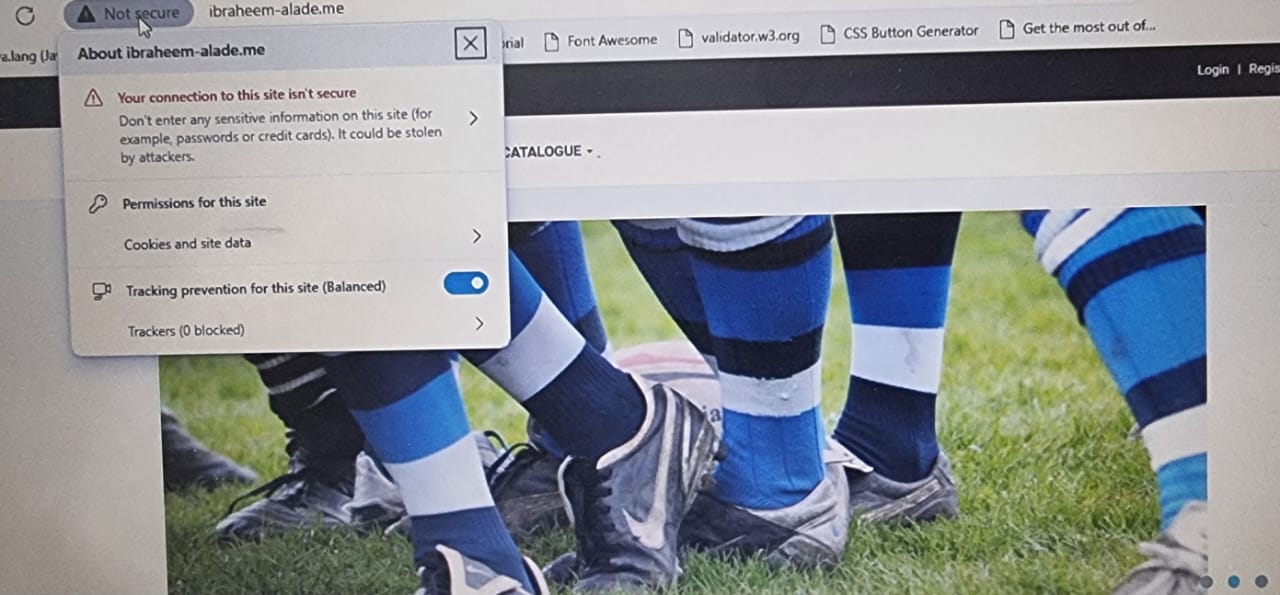 Not secure
ibraheem-alade.me
Font Awesome
validator.w3.org
CSS Button Generator
Get the most out of...
a.lang (Ja
About ibraheem-alade.me
Login | Regis
Your connection to this site isn't secure
Don't enter any sensitive information on this site (for
example, passwords or credit cards). It could be stolen
by attackers.
CATALOGUE
Permissions for this site
Cookies and site data
Tracking prevention for this site (Balanced)
Trackers (0 blocked)